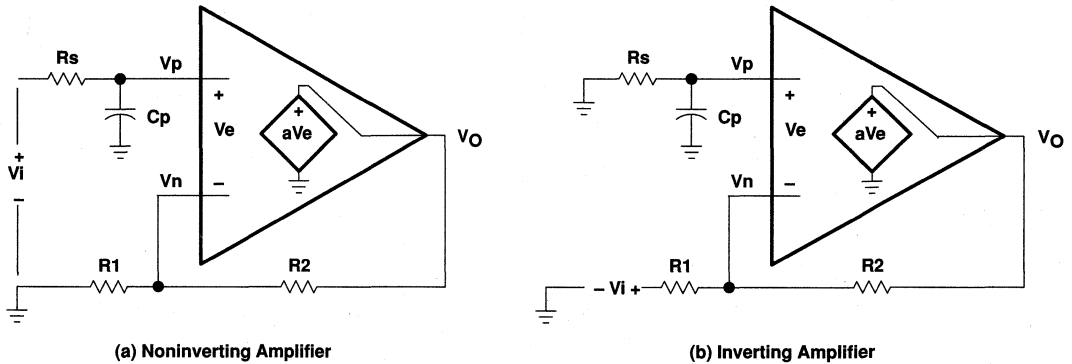 Rs
Vp
+
Cp
Ve
+
aVe
Vo
+
Vi
–
Vn
–
R1
R2
(a) Noninverting Amplifier
Rs
Vp
+
Cp
Ve
+
aVe
Vo
Vn
–
R1
R2
– Vi +
(b) Inverting Amplifier